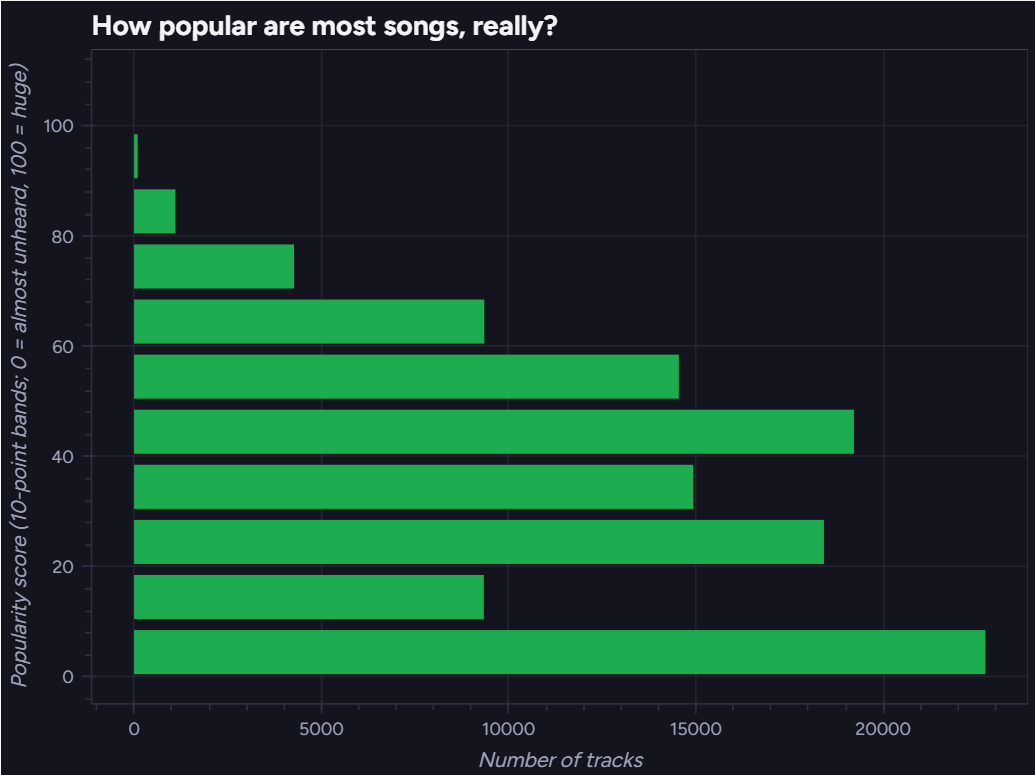 How popular are most songs, really?
Popularity score (10-point bands; 0 = almost unheard, 100 = huge)
100
80
60
40
20
0
0 5000 10000 15000 20000
Number of tracks